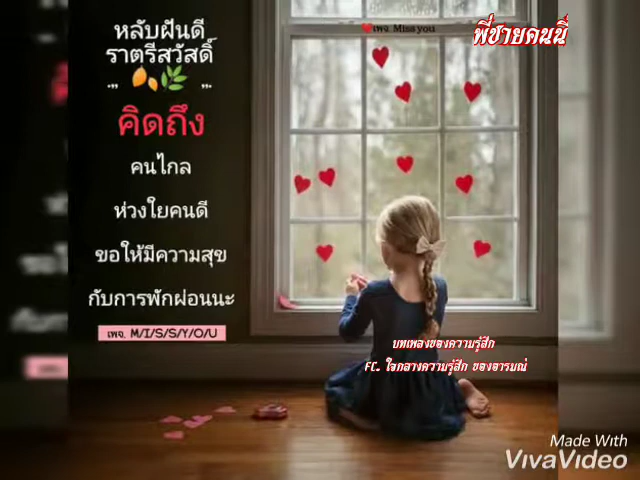 หลับฝันดี
ราตรีสวัสดิ์
คิดถึง
คนไกล
ห่วงใยคนดี
ขอให้มีความสุข
กับการพักผ่อนนะ
เพจ. M/I/S/S/Y/O/U
เพจ Miss you
พี่ชายคนนี้
บทเพลงของความรู้สึก
FC. ใจกลางความรู้สึก ของอารมณ์
Made With
VivaVideo